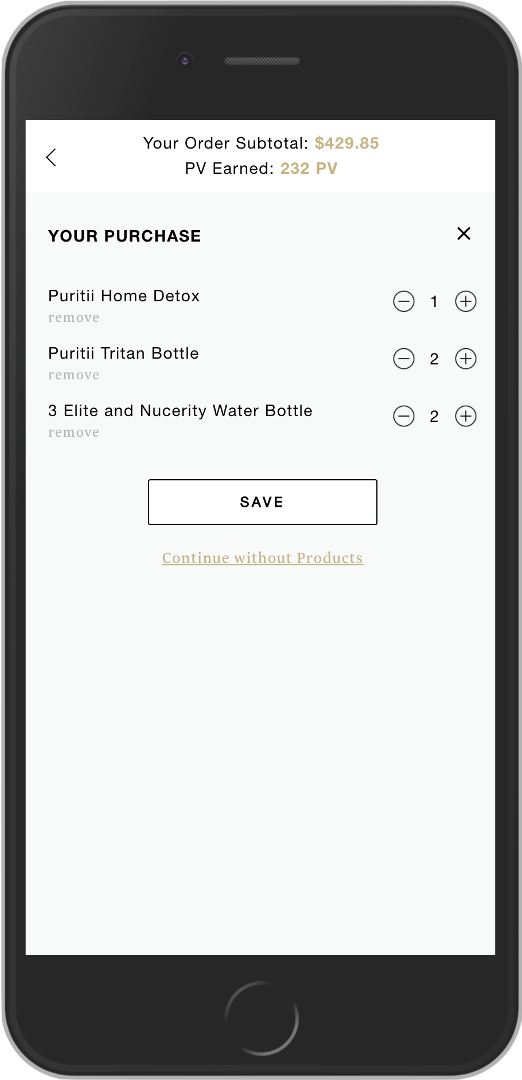 Your Order Subtotal: $429.85
PV Earned: 232 PV
YOUR PURCHASE
Puritii Home Detox
remove
1
Puritii Tritan Bottle
remove
2
3 Elite and Nucerity Water Bottle
remove
2
SAVE
Continue without Products